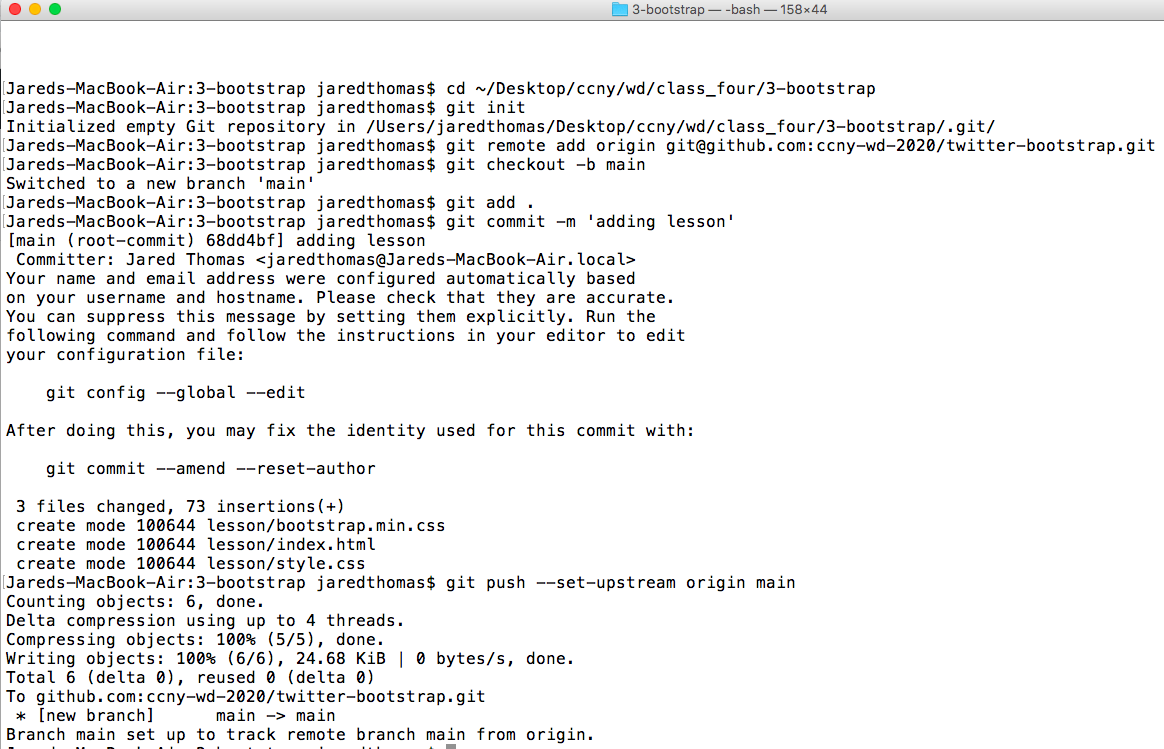 3-bootstrap — -bash — 158×44
[Jareds-MacBook-Air:3-bootstrap jaredthomas$ cd ~/Desktop/ccny/wd/class_four/3-bootstrap
[Jareds-MacBook-Air:3-bootstrap jaredthomas$ git init
Initialized empty Git repository in /Users/jaredthomas/Desktop/ccny/wd/class_four/3-bootstrap/.git/
[Jareds-MacBook-Air:3-bootstrap jaredthomas$ git remote add origin git@github.com:ccny-wd-2020/twitter-bootstrap.git
[Jareds-MacBook-Air:3-bootstrap jaredthomas$ git checkout -b main
Switched to a new branch 'main'
[Jareds-MacBook-Air:3-bootstrap jaredthomas$ git add .
[Jareds-MacBook-Air:3-bootstrap jaredthomas$ git commit -m 'adding lesson'
[main (root-commit) 68dd4bf] adding lesson
 Committer: Jared Thomas <jaredthomas@Jareds-MacBook-Air.local>
Your name and email address were configured automatically based
on your username and hostname. Please check that they are accurate.
You can suppress this message by setting them explicitly. Run the
following command and follow the instructions in your editor to edit
your configuration file:
    git config --global --edit
After doing this, you may fix the identity used for this commit with:
    git commit --amend --reset-author
 3 files changed, 73 insertions(+)
 create mode 100644 lesson/bootstrap.min.css
 create mode 100644 lesson/index.html
 create mode 100644 lesson/style.css
[Jareds-MacBook-Air:3-bootstrap jaredthomas$ git push --set-upstream origin main
Counting objects: 6, done.
Delta compression using up to 4 threads.
Compressing objects: 100% (5/5), done.
Writing objects: 100% (6/6), 24.68 KiB | 0 bytes/s, done.
Total 6 (delta 0), reused 0 (delta 0)
To github.com:ccny-wd-2020/twitter-bootstrap.git
 * [new branch]      main -> main
Branch main set up to track remote branch main from origin.